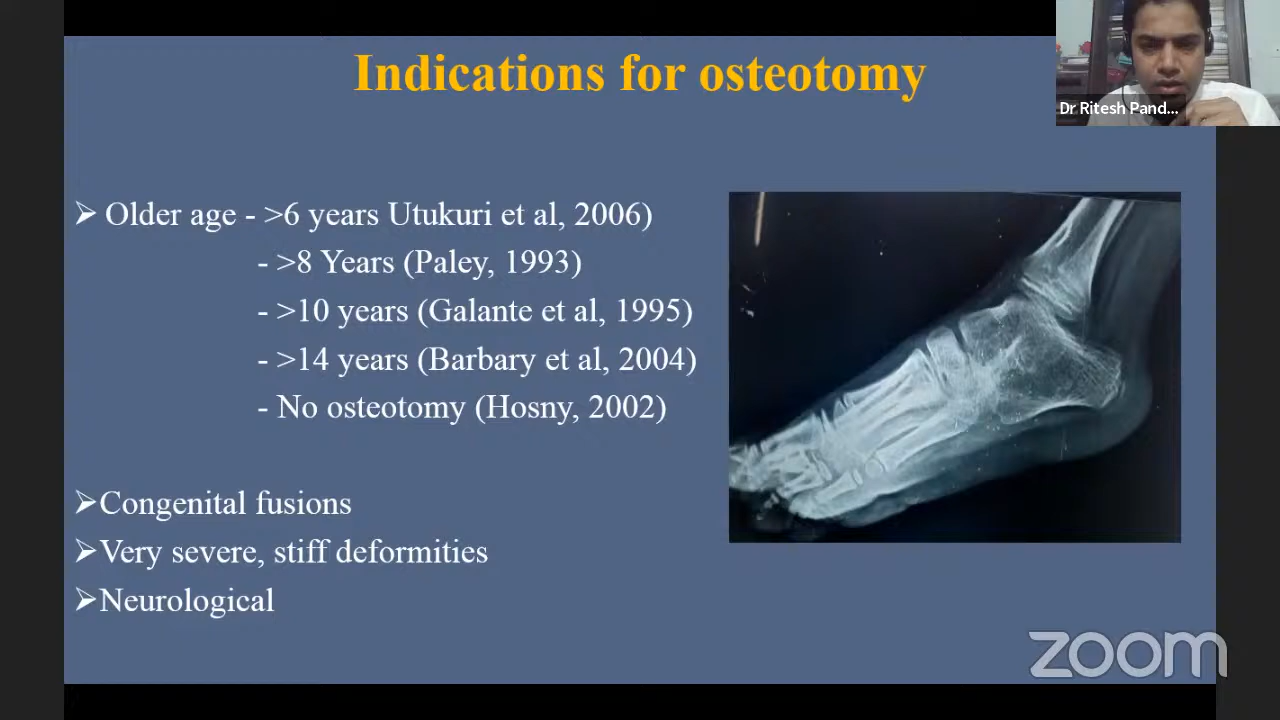 Indications for osteotomy
Dr Ritesh Pand...
➢ Older age - >6 years Utukuri et al, 2006)
- >8 Years (Paley, 1993)
- >10 years (Galante et al, 1995)
- >14 years (Barbary et al, 2004)
- No osteotomy (Hosny, 2002)
➢Congenital fusions
➢Very severe, stiff deformities
➢Neurological
zoom